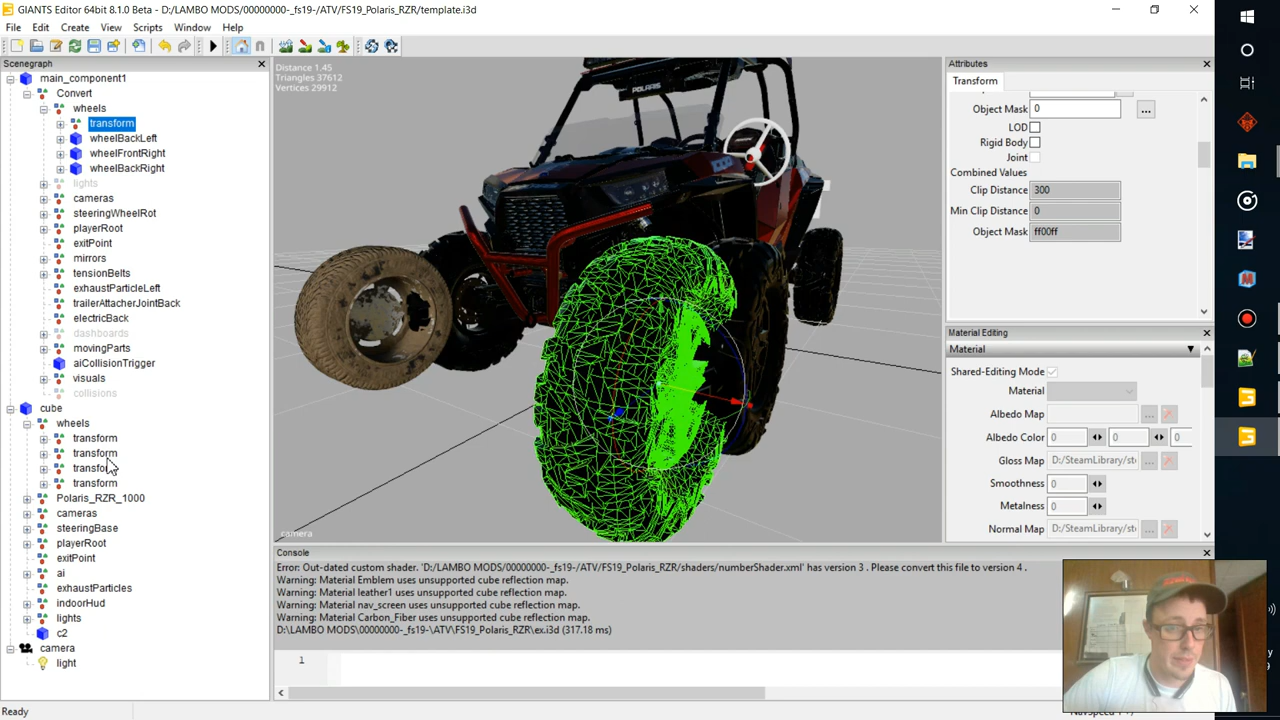 GIANTS Editor 64bit 8.1.0 Beta - D:/LAMBO MODS/00000000-_fs19-/ATV/FS19_Polaris_RZR/template.i3d
File Edit Create View Scripts Window Help
Scenegraph
main_component1
Convert
wheels
transform
wheelBackLeft
wheelFrontRight
wheelBackRight
lights
cameras
steeringWheelRot
playerRoot
exitPoint
mirrors
tensionBelts
exhaustParticleLeft
trailerAttacherJointBack
electricBack
dashboards
movingParts
aiCollisionTrigger
visuals
collisions
cube
wheels
transform
transform
transform
transform
Polaris_RZR_1000
cameras
steeringBase
playerRoot
exitPoint
ai
exhaustParticles
indoorHud
lights
c2
camera
light
Distance 1.45
Triangles 37612
Vertices 29912
POLARIS
camera
Console
Error: Out-dated custom shader. 'D:/LAMBO MODS/00000000-_fs19-/ATV/FS19_Polaris_RZR/shaders/numberShader.xml' has version 3 . Please convert this file to version 4 .
Warning: Material Emblem uses unsupported cube reflection map.
Warning: Material leather1 uses unsupported cube reflection map.
Warning: Material nav_screen uses unsupported cube reflection map.
Warning: Material Carbon_Fiber uses unsupported cube reflection map.
D:\LAMBO MODS\00000000-_fs19-\ATV\FS19_Polaris_RZR\ex.i3d (317.18 ms)
1
Attributes
Transform
Object Mask 0 ...
LOD
Rigid Body
Joint
Combined Values
Clip Distance 300
Min Clip Distance 0
Object Mask ff00ff
Material Editing
Material
Shared-Editing Mode
Material
Albedo Map ...
Albedo Color 0 0 0
Gloss Map D:/SteamLibrary/st ...
Smoothness 0
Metalness 0
Normal Map D:/SteamLibrary/st ...
Ready